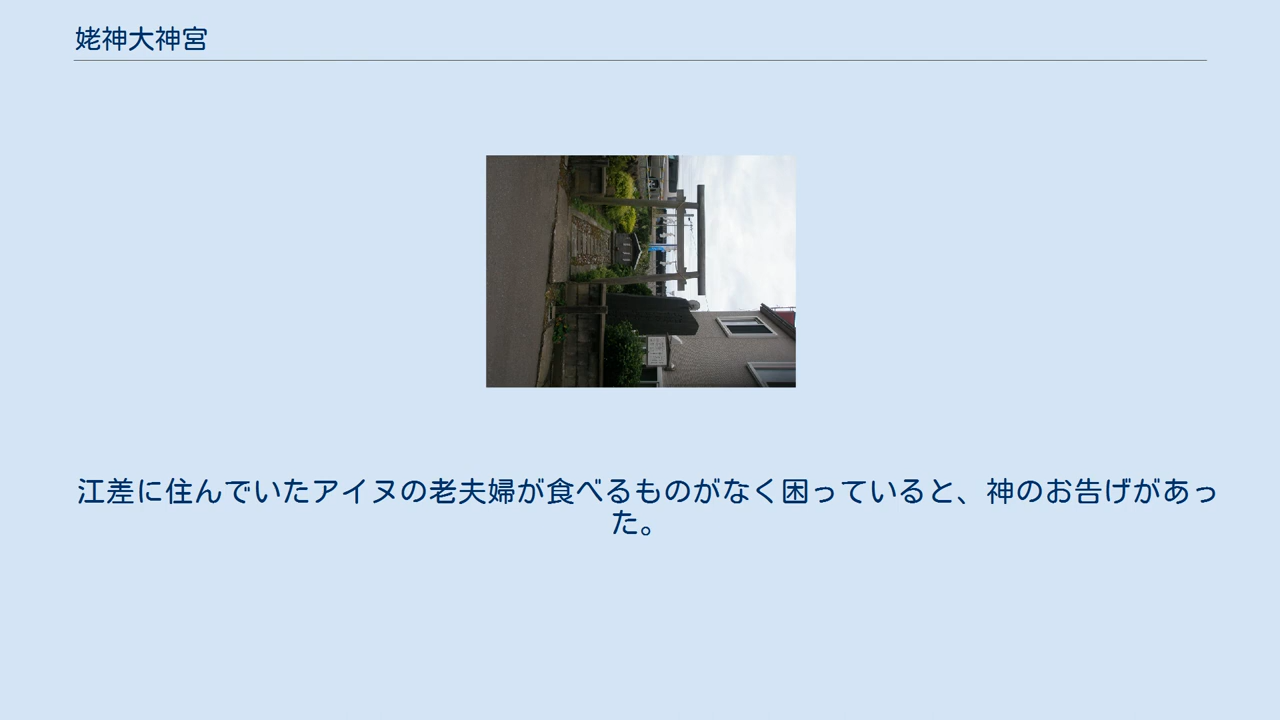 姥神大神宮
江差に住んでいたアイヌの老夫婦が食べるものがなく困っていると、神のお告げがあっ
た。